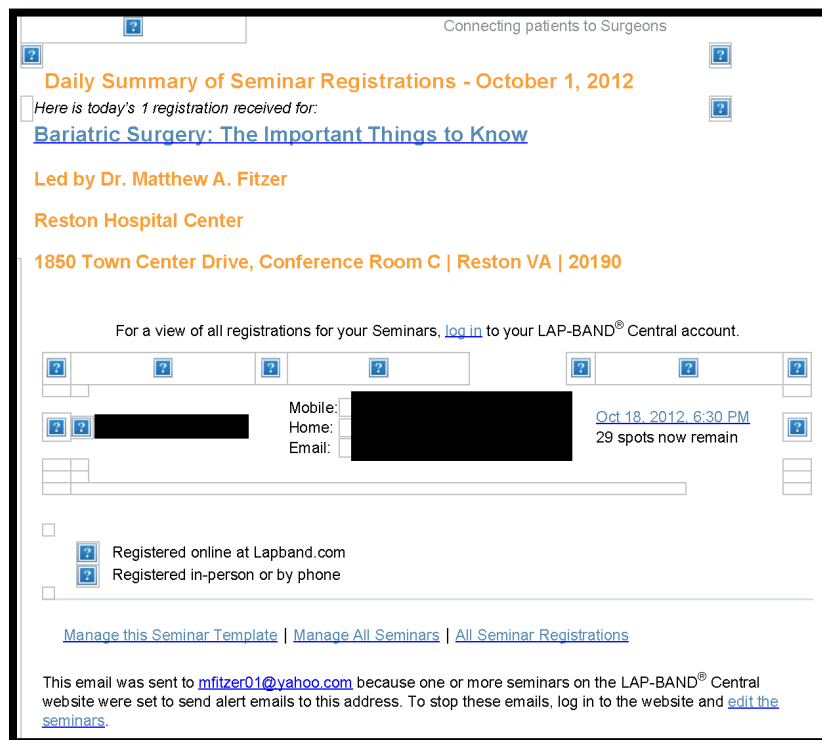 Connecting patients to Surgeons
Daily Summary of Seminar Registrations - October 1, 2012
Here is today's 1 registration received for:
Bariatric Surgery: The Important Things to Know
Led by Dr. Matthew A. Fitzer
Reston Hospital Center
1850 Town Center Drive, Conference Room C | Reston VA | 20190
For a view of all registrations for your Seminars, log in to your LAP-BAND® Central account.
Mobile:
Home:
Email:
Oct 18, 2012, 6:30 PM
29 spots now remain
Registered online at Lapband.com
Registered in-person or by phone
Manage this Seminar Template | Manage All Seminars | All Seminar Registrations
This email was sent to mfitzer01@yahoo.com because one or more seminars on the LAP-BAND® Central
website were set to send alert emails to this address. To stop these emails, log in to the website and edit the
seminars.